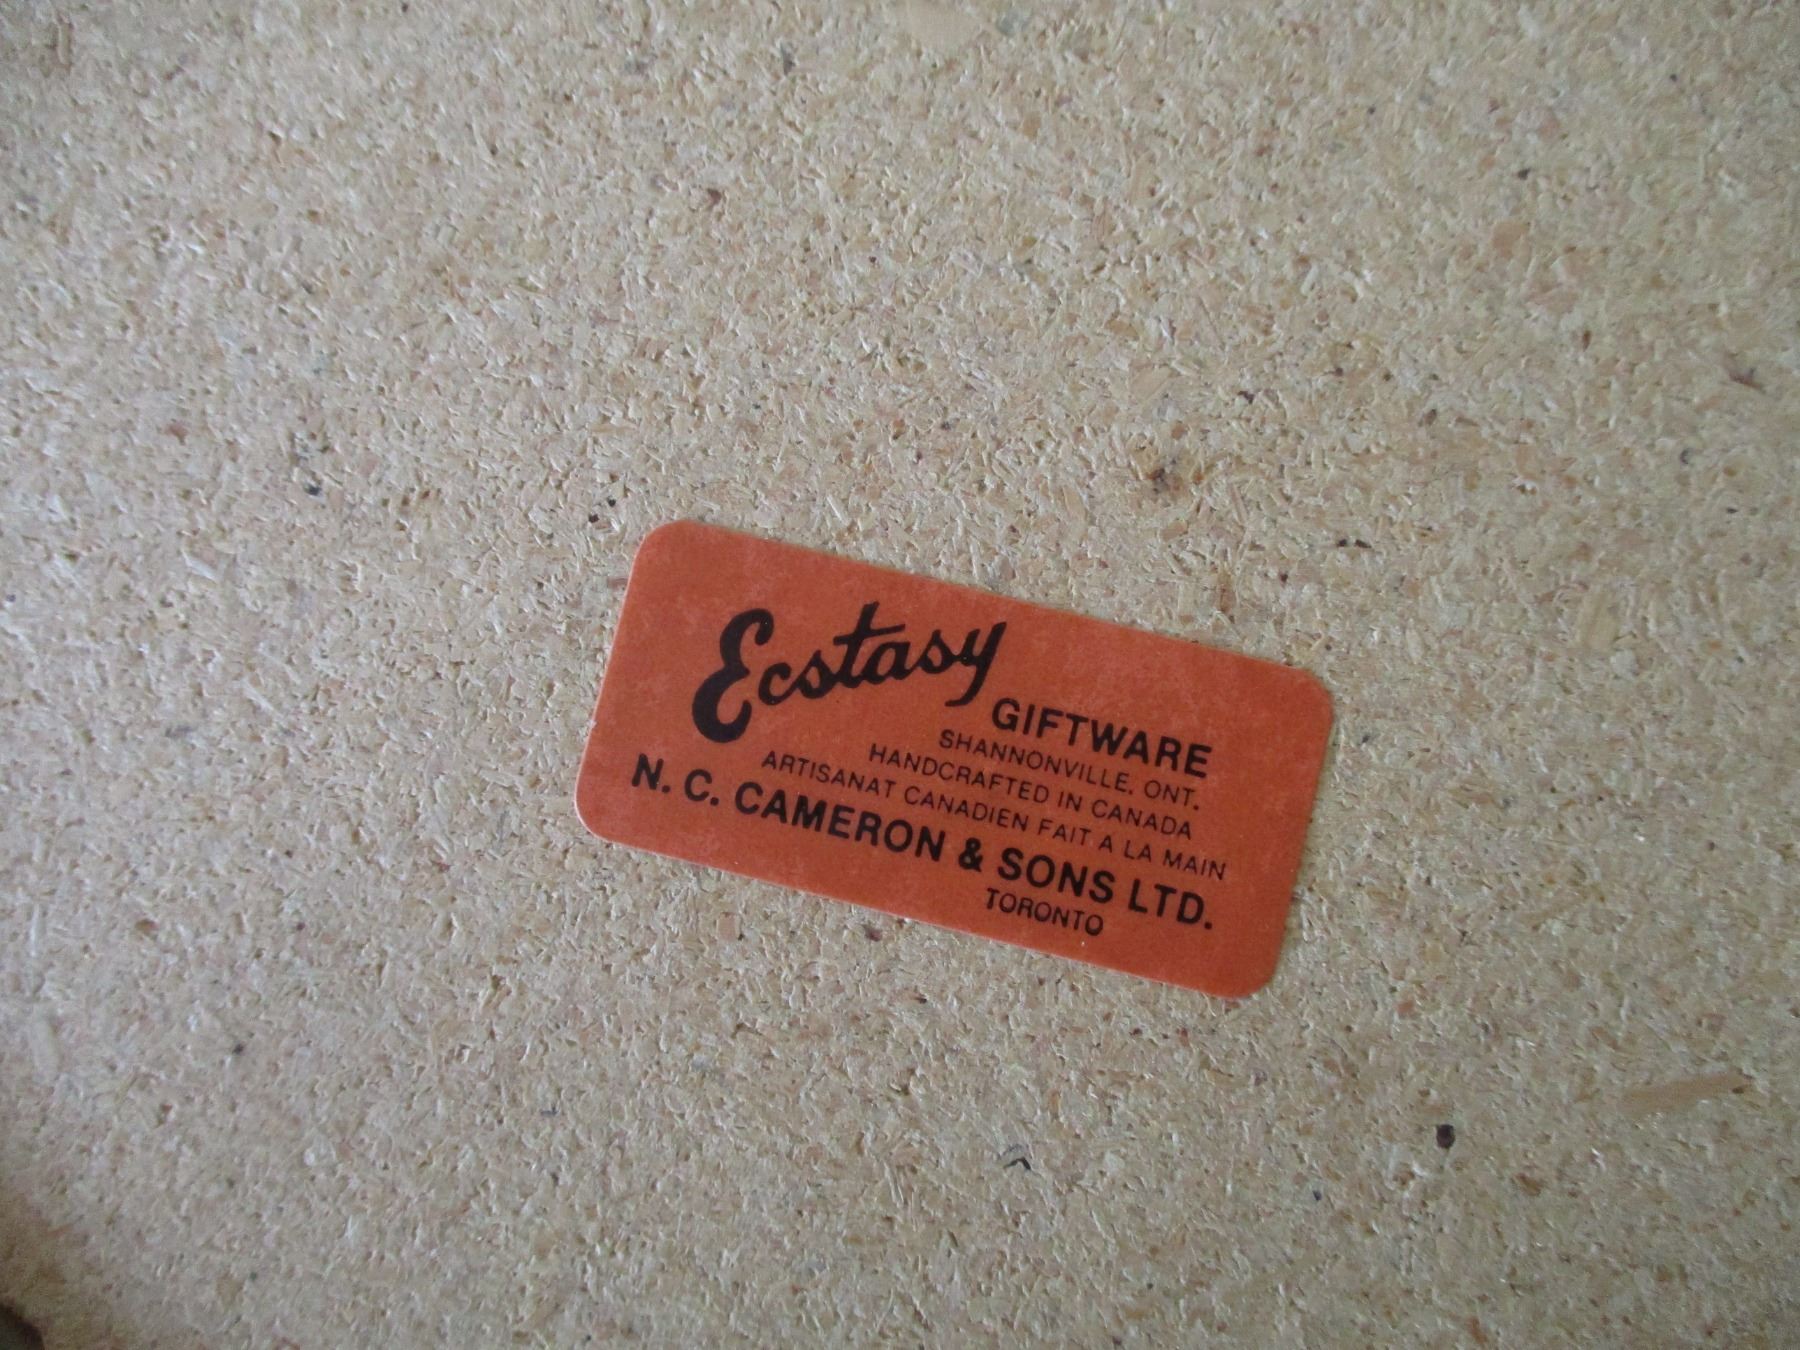 Ecstasy
GIFTWARE
SHANNONVILLE, ONT.
HANDCRAFTED IN CANADA
ARTISANAT CANADIEN FAIT A LA MAIN
N. C. CAMERON & SONS LTD.
TORONTO